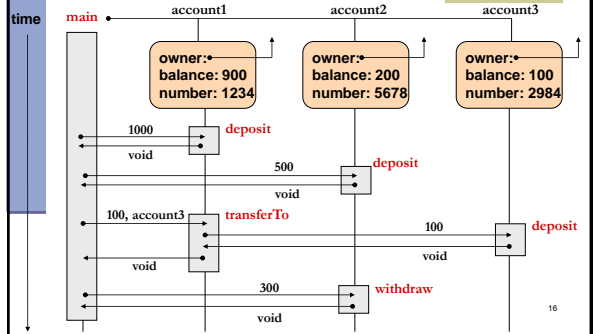 time
main
account1
account2
account3
owner:
balance: 900
number: 1234
owner:
balance: 200
number: 5678
owner:
balance: 100
number: 2984
1000
deposit
void
500
deposit
void
100, account3
transferTo
100
deposit
void
void
300
withdraw
void
16